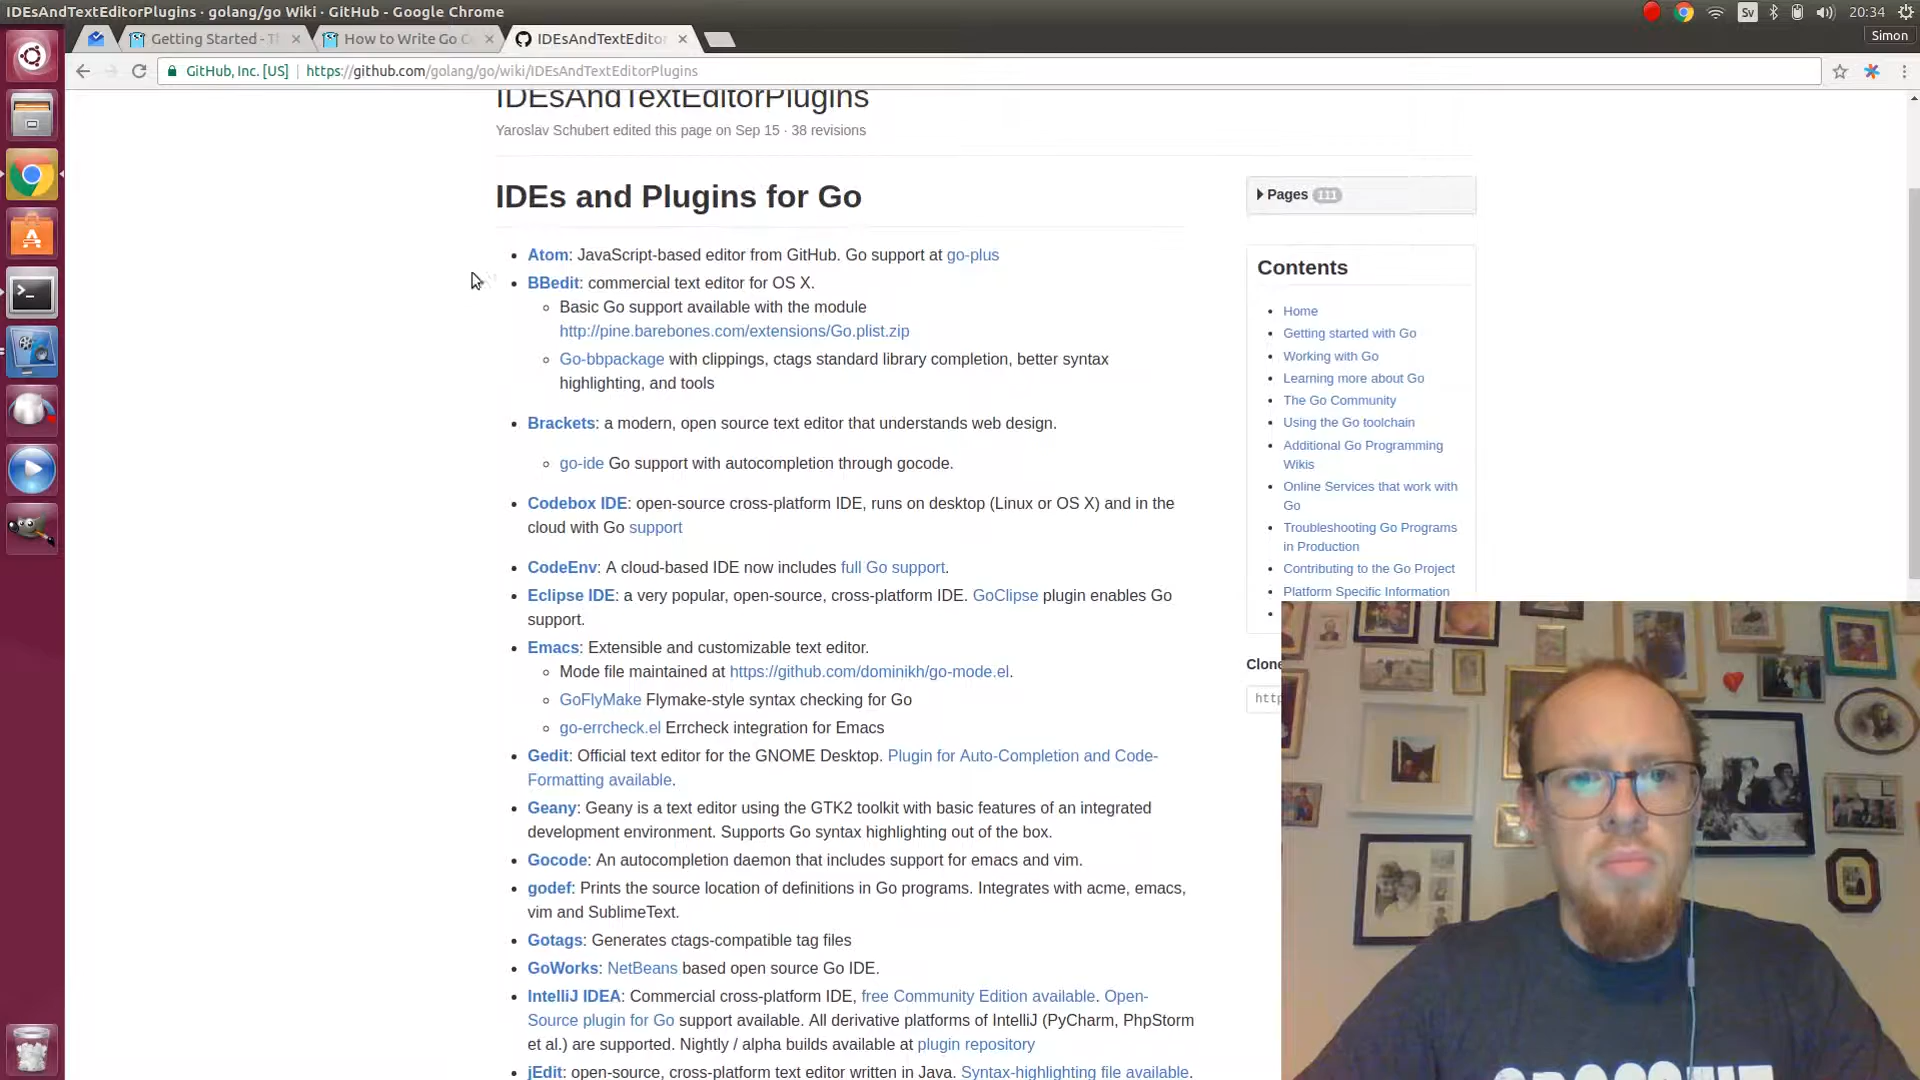 IDEsAndTextEditorPlugins · golang/go Wiki · GitHub - Google Chrome
Sv
20:34
Getting Started - T
How to Write Go C
IDEsAndTextEditor
Simon
GitHub, Inc. [US]
https://github.com/golang/go/wiki/IDEsAndTextEditorPlugins
IDEsAndTextEditorPlugins
Yaroslav Schubert edited this page on Sep 15 · 38 revisions
IDEs and Plugins for Go
Atom: JavaScript-based editor from GitHub. Go support at go-plus
BBedit: commercial text editor for OS X.
Basic Go support available with the module
http://pine.barebones.com/extensions/Go.plist.zip
Go-bbpackage with clippings, ctags standard library completion, better syntax
highlighting, and tools
Brackets: a modern, open source text editor that understands web design.
go-ide Go support with autocompletion through gocode.
Codebox IDE: open-source cross-platform IDE, runs on desktop (Linux or OS X) and in the
cloud with Go support
CodeEnv: A cloud-based IDE now includes full Go support.
Eclipse IDE: a very popular, open-source, cross-platform IDE. GoClipse plugin enables Go
support.
Emacs: Extensible and customizable text editor.
Mode file maintained at https://github.com/dominikh/go-mode.el.
GoFlyMake Flymake-style syntax checking for Go
go-errcheck.el Errcheck integration for Emacs
Gedit: Official text editor for the GNOME Desktop. Plugin for Auto-Completion and Code-
Formatting available.
Geany: Geany is a text editor using the GTK2 toolkit with basic features of an integrated
development environment. Supports Go syntax highlighting out of the box.
Gocode: An autocompletion daemon that includes support for emacs and vim.
godef: Prints the source location of definitions in Go programs. Integrates with acme, emacs,
vim and SublimeText.
Gotags: Generates ctags-compatible tag files
GoWorks: NetBeans based open source Go IDE.
IntelliJ IDEA: Commercial cross-platform IDE, free Community Edition available. Open-
Source plugin for Go support available. All derivative platforms of IntelliJ (PyCharm, PhpStorm
et al.) are supported. Nightly / alpha builds available at plugin repository
jEdit: open-source, cross-platform text editor written in Java. Syntax-highlighting file available.
Pages 111
Contents
Home
Getting started with Go
Working with Go
Learning more about Go
The Go Community
Using the Go toolchain
Additional Go Programming
Wikis
Online Services that work with
Go
Troubleshooting Go Programs
in Production
Contributing to the Go Project
Platform Specific Information
Clone
http